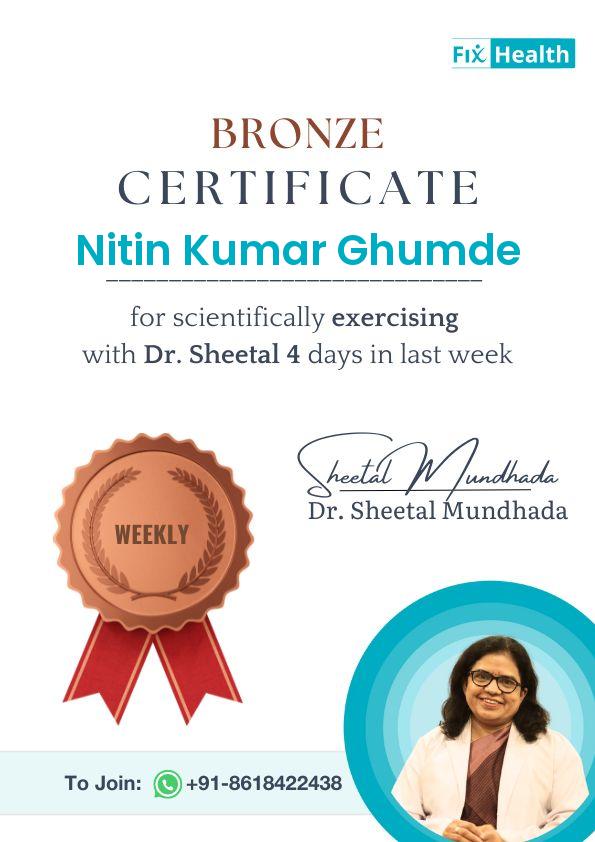 Fix Health
BRONZE
CERTIFICATE
Nitin Kumar Ghumde
for scientifically exercising
with Dr. Sheetal 4 days in last week
Sheetal Mundhada
Dr. Sheetal Mundhada
WEEKLY
To Join: +91-8618422438